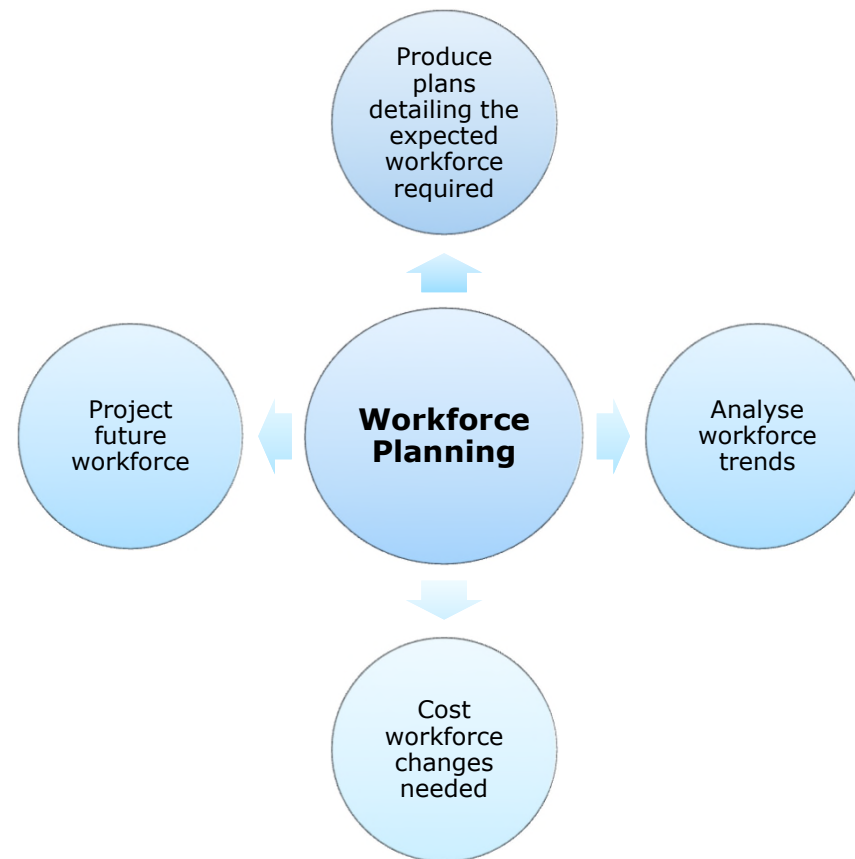 Produce
plans
detailing the
expected
workforce
required
Project
future
workforce
Workforce
Planning
Analyse
workforce
trends
Cost
workforce
changes
needed